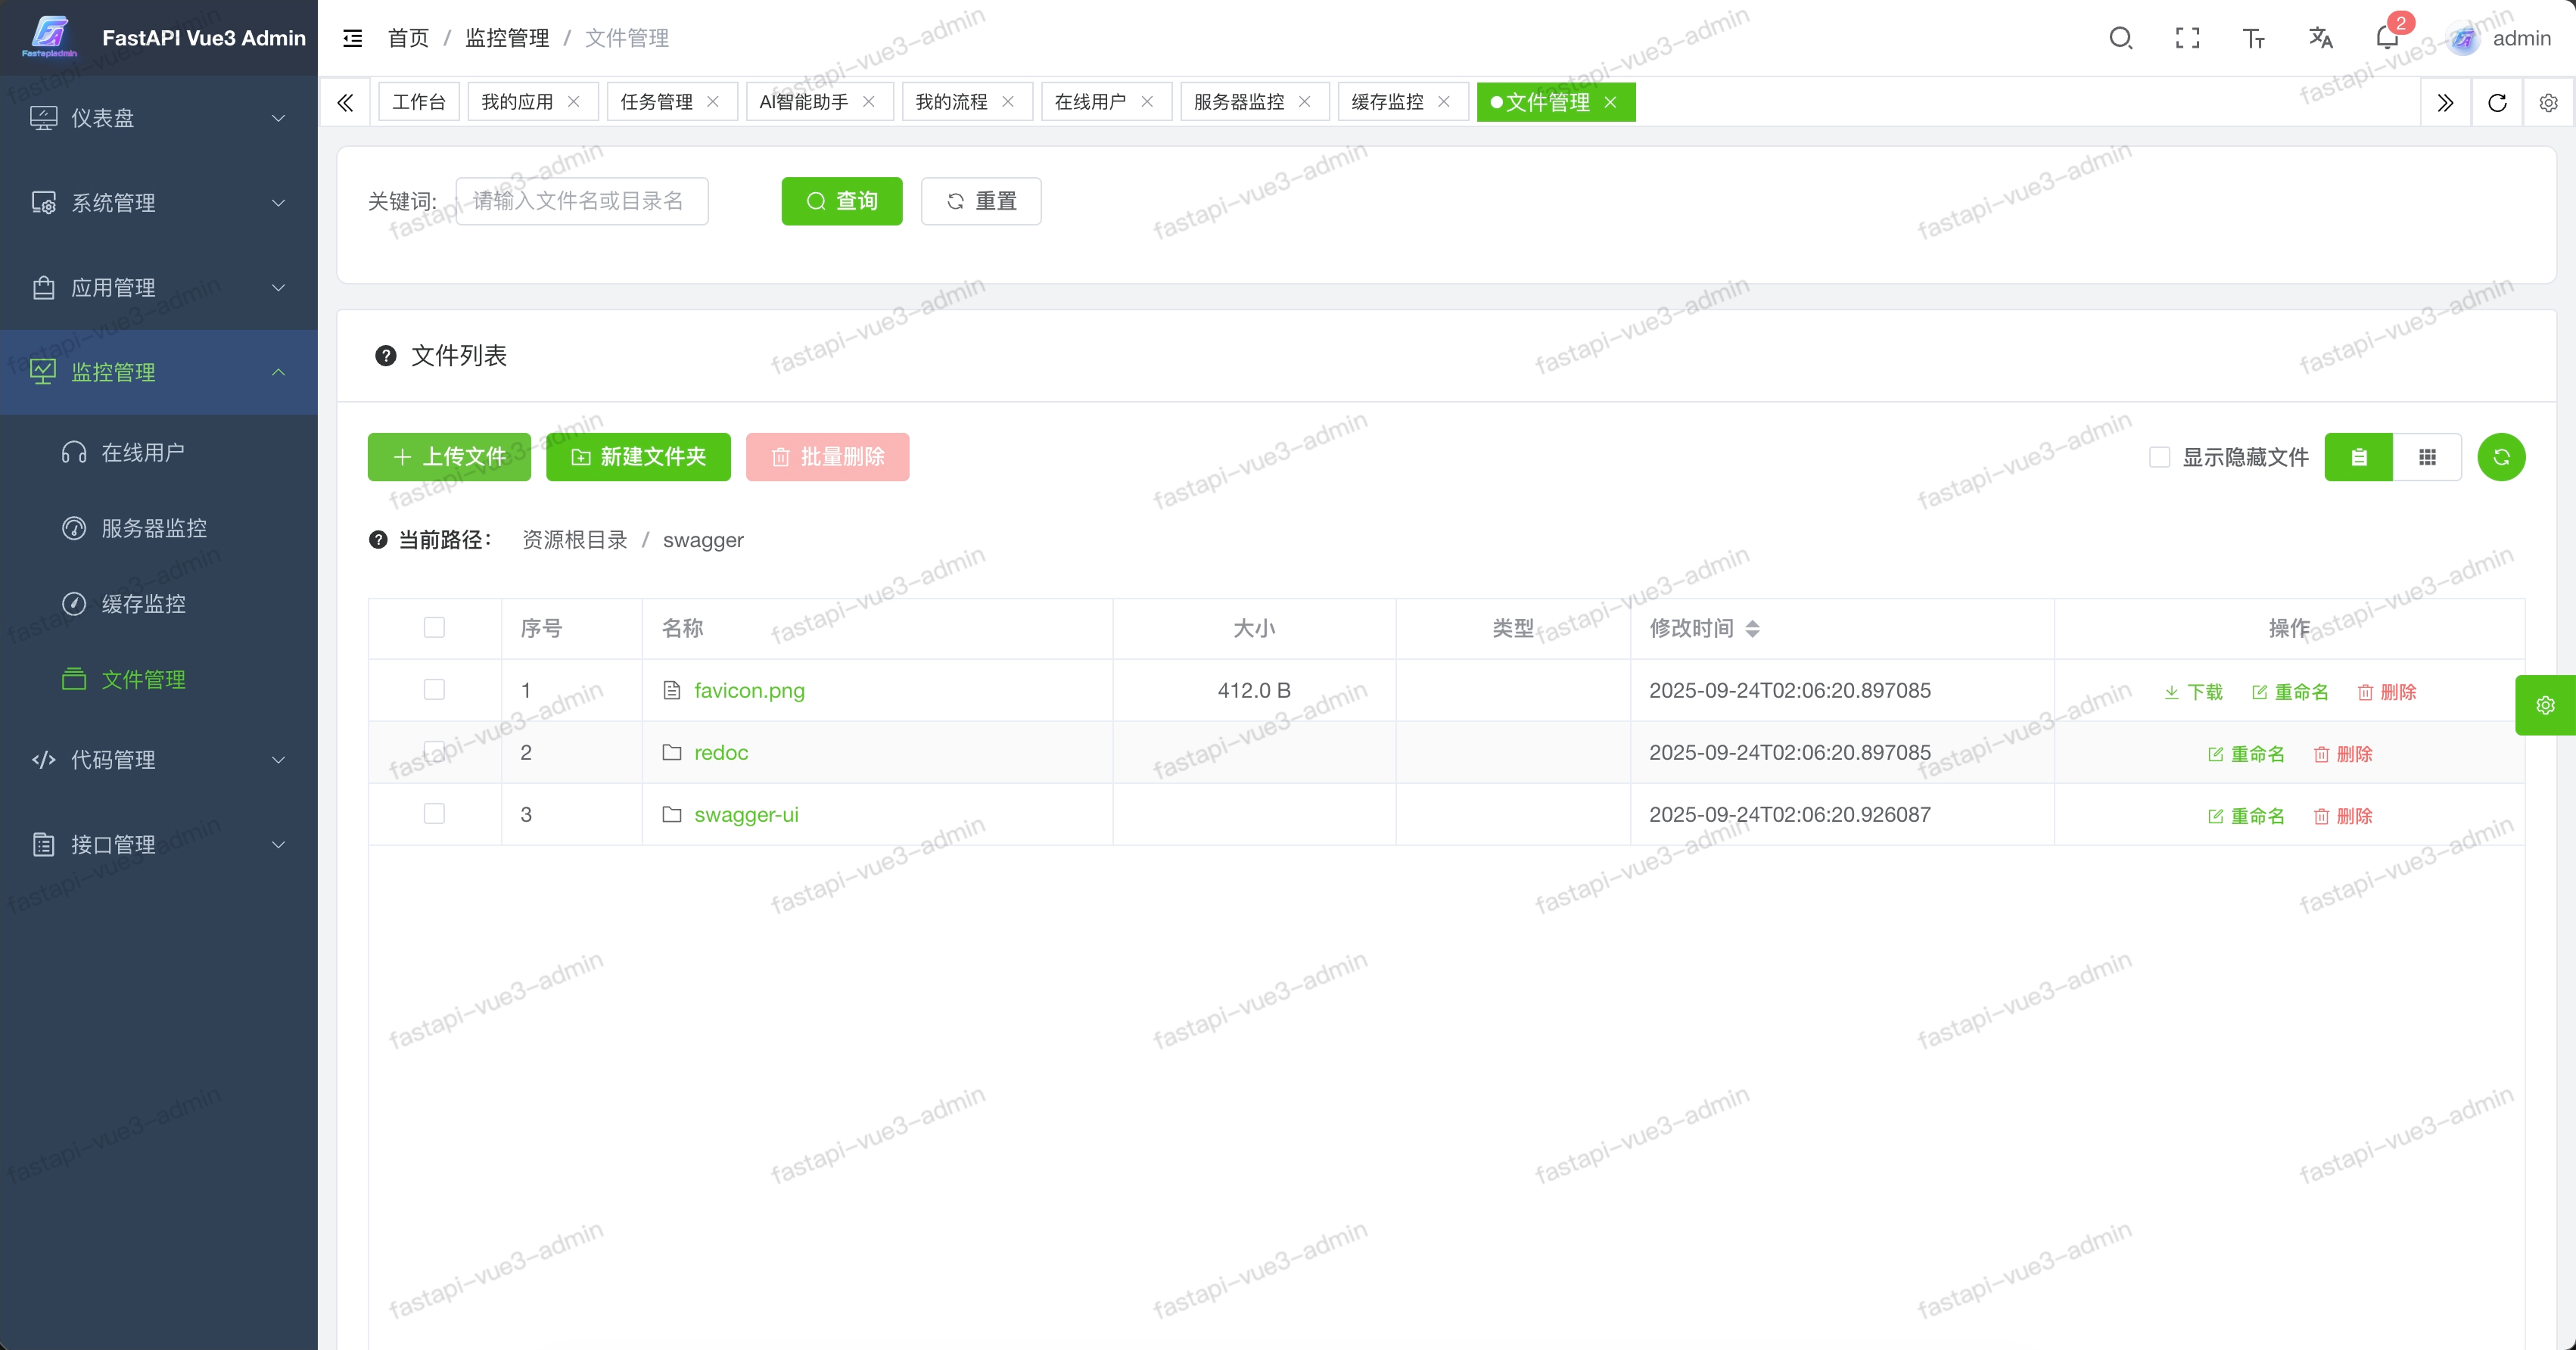 Fastapiadmin
FastAPI Vue3 Admin
首页 / 监控管理 / 文件管理
2
admin
工作台 我的应用 任务管理 AI智能助手 我的流程 在线用户 服务器监控 缓存监控 文件管理
仪表盘
系统管理
应用管理
监控管理
在线用户
服务器监控
缓存监控
文件管理
代码管理
接口管理
关键词: 请输入文件名或目录名 查询 重置
文件列表
上传文件 新建文件夹 批量删除 显示隐藏文件
当前路径： 资源根目录 / swagger
序号 名称 大小 类型 修改时间 操作
1 favicon.png 412.0 B 2025-09-24T02:06:20.897085 下载 重命名 删除
2 redoc 2025-09-24T02:06:20.897085 重命名 删除
3 swagger-ui 2025-09-24T02:06:20.926087 重命名 删除
fastapi-vue3-admin